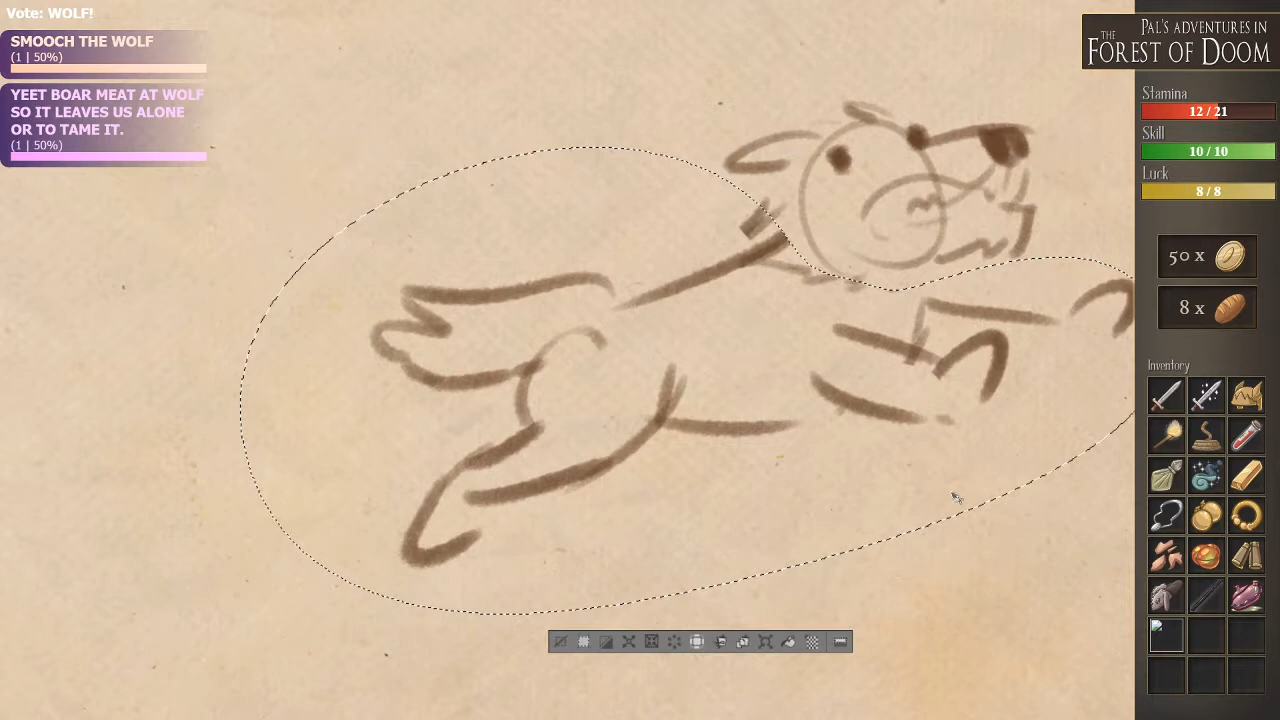 Vote: WOLF!
SMOOCH THE WOLF
(1 | 50%)
YEET BOAR MEAT AT WOLF
SO IT LEAVES US ALONE
OR TO TAME IT.
(1 | 50%)
PAL'S ADVENTURES IN
THE FOREST OF DOOM
Stamina
12 / 21
Skill
10 / 10
Luck
8 / 8
50 x
8 x
Inventory